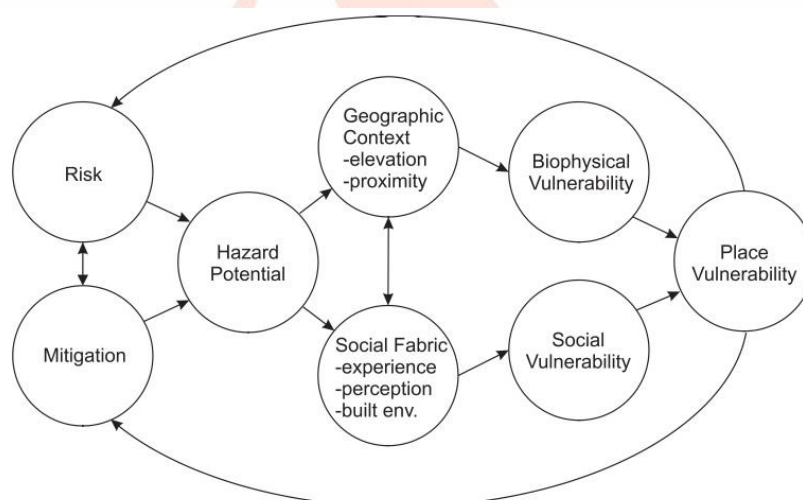 Risk
Mitigation
Hazard
Potential
Geographic
Context
-elevation
-proximity
Social Fabric
-experience
-perception
-built env.
Biophysical
Vulnerability
Social
Vulnerability
Place
Vulnerability